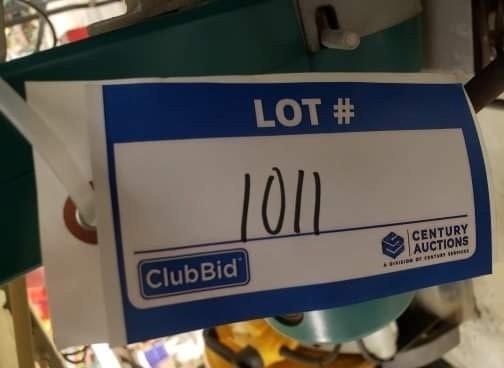 LOT #
1011
ClubBid
CENTURY
AUCTIONS
A DIVISION OF CENTURY SERVICES